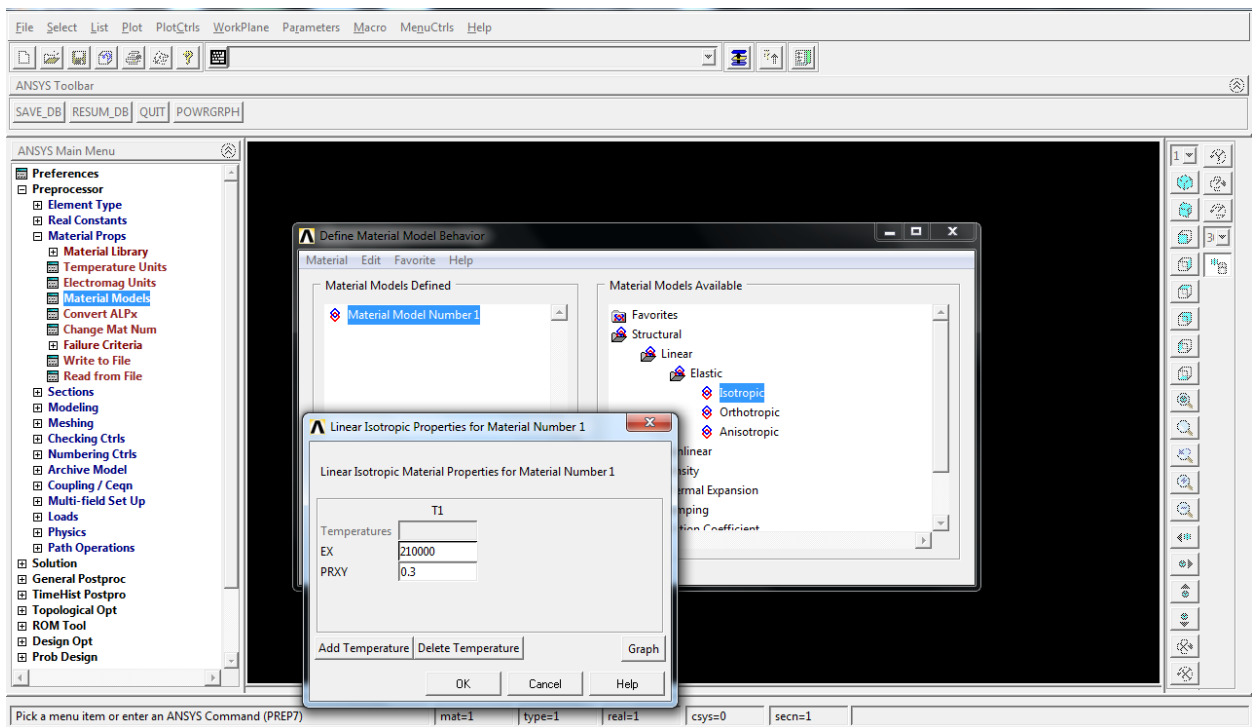 File Select List Plot PlotCtrls WorkPlane Parameters Macro MenuCtrls Help
ANSYS Toolbar
SAVE_DB RESUM_DB QUIT POWRGRPH
ANSYS Main Menu
Preferences
Preprocessor
Element Type
Real Constants
Material Props
Material Library
Temperature Units
Electromag Units
Material Models
Convert ALPx
Change Mat Num
Failure Criteria
Write to File
Read from File
Sections
Modeling
Meshing
Checking Ctrls
Numbering Ctrls
Archive Model
Coupling / Ceqn
Multi-field Set Up
Loads
Physics
Path Operations
Solution
General Postproc
TimeHist Postpro
Topological Opt
ROM Tool
Design Opt
Prob Design
Define Material Model Behavior
Material Edit Favorite Help
Material Models Defined
Material Model Number 1
Material Models Available
Favorites
Structural
Linear
Elastic
Isotropic
Orthotropic
Anisotropic
nlinear
nsity
ermal Expansion
mping
tion Coefficient
Linear Isotropic Properties for Material Number 1
Linear Isotropic Material Properties for Material Number 1
T1
Temperatures
EX 210000
PRXY 0.3
Add Temperature Delete Temperature Graph
OK Cancel Help
1
Pick a menu item or enter an ANSYS Command (PREP7) mat=1 type=1 real=1 csys=0 secn=1